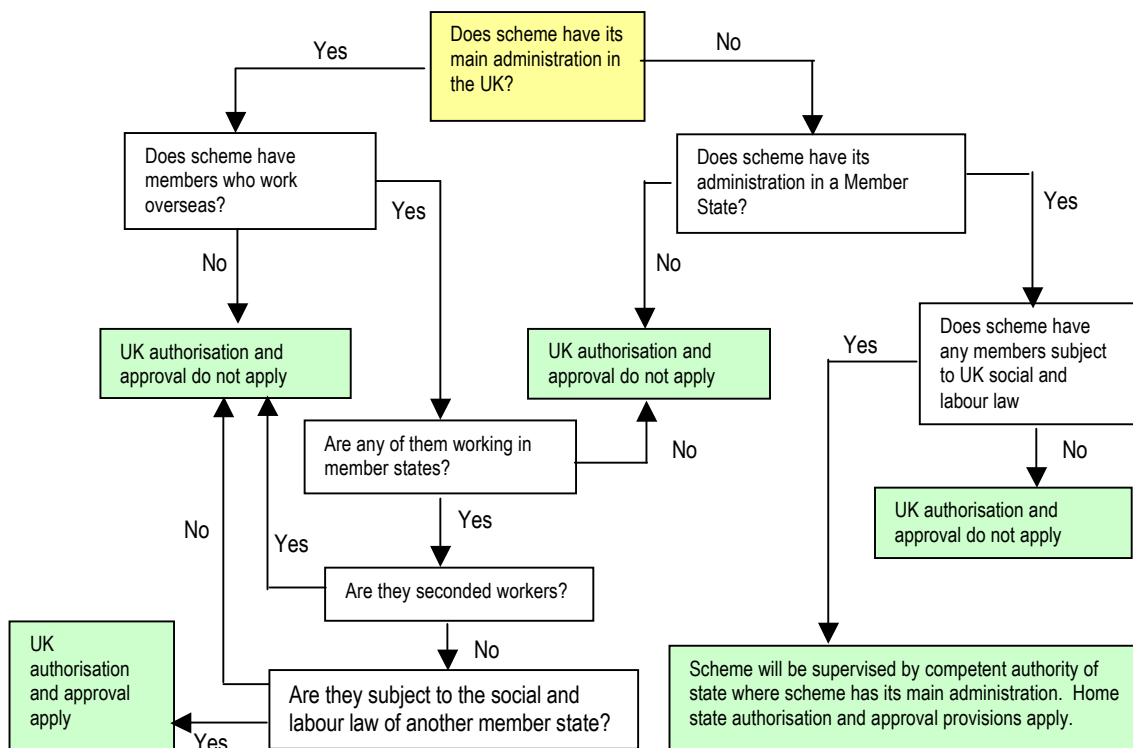 Does scheme have its
main administration in
the UK?
Yes
No
Does scheme have
members who work
overseas?
Does scheme have its
administration in a Member
State?
Yes
Yes
No
No
UK authorisation and
approval do not apply
UK authorisation and
approval do not apply
Does scheme have
any members subject
to UK social and
labour law
Yes
Are any of them working in
member states?
No
No
UK authorisation and
approval do not apply
Yes
No
Yes
Are they seconded workers?
No
UK
authorisation
and approval
apply
Are they subject to the social and
labour law of another member state?
Yes
Scheme will be supervised by competent authority of
state where scheme has its main administration. Home
state authorisation and approval provisions apply.